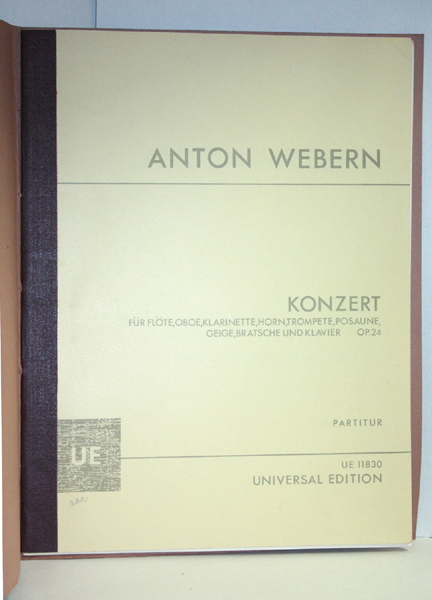 ANTON WEBERN
KONZERT
FÜR FLÖTE, OBOE, KLARINETTE, HORN, TROMPETE, POSAUNE,
GEIGE, BRATSCHE UND KLAVIER OP. 24
PARTITUR
UE
UE 11830
UNIVERSAL EDITION